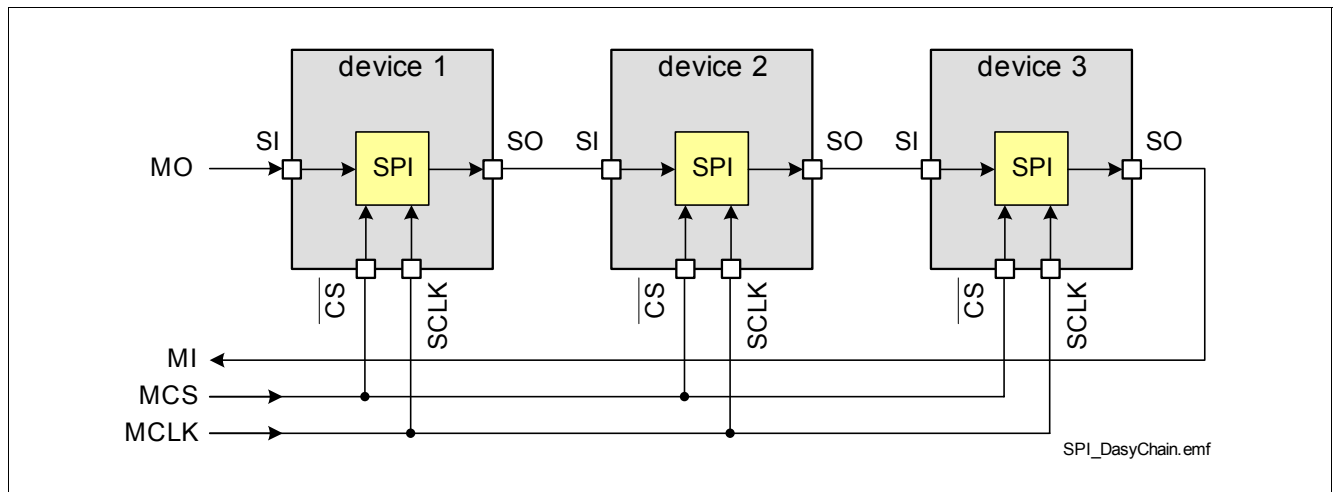 device 1
device 2
device 3
SI
SO
SI
SO
SI
SO
MO
SPI
SPI
SPI
CS
SCLK
CS
SCLK
CS
SCLK
MI
MCS
MCLK
SPI_DasyChain.emf